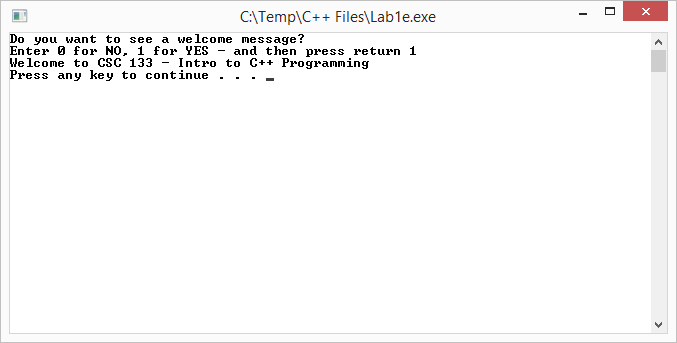 C:\Temp\C++ Files\Lab1e.exe
Do you want to see a welcome message?
Enter 0 for NO, 1 for YES - and then press return 1
Welcome to CSC 133 - Intro to C++ Programming
Press any key to continue . . .